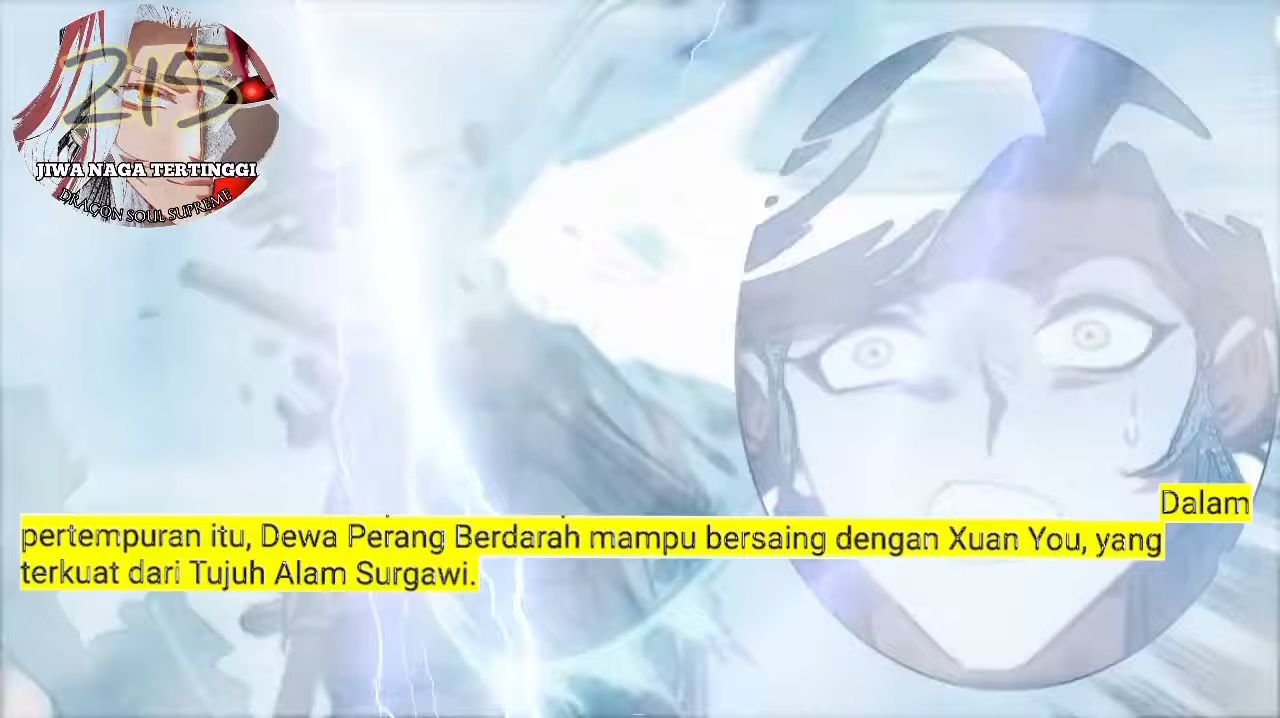 215
JIWA NAGA TERTINGGI
DRAGON SOUL SUPREME
Dalam
pertempuran itu, Dewa Perang Berdarah mampu bersaing dengan Xuan You, yang
terkuat dari Tujuh Alam Surgawi.